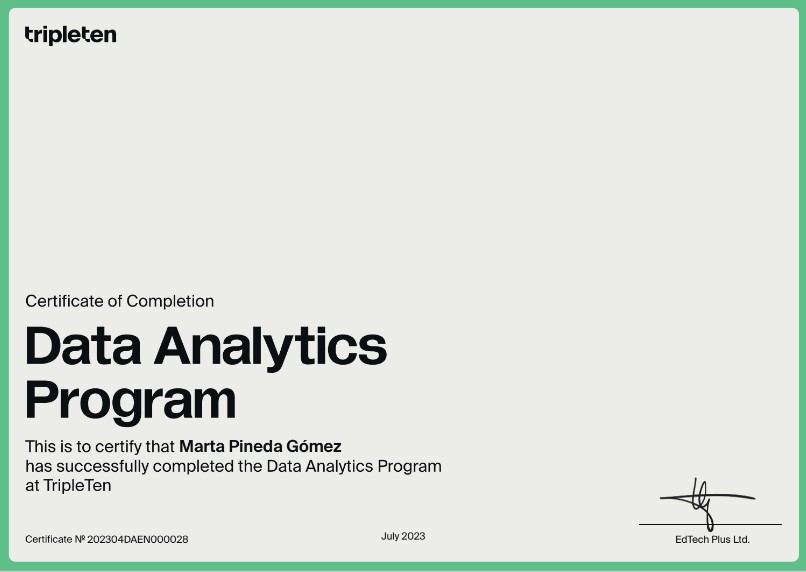 tripleten
Certificate of Completion
Data Analytics
Program
This is to certify that Marta Pineda Gómez
has successfully completed the Data Analytics Program
at TripleTen
Certificate № 202304DAEN000028
July 2023
EdTech Plus Ltd.